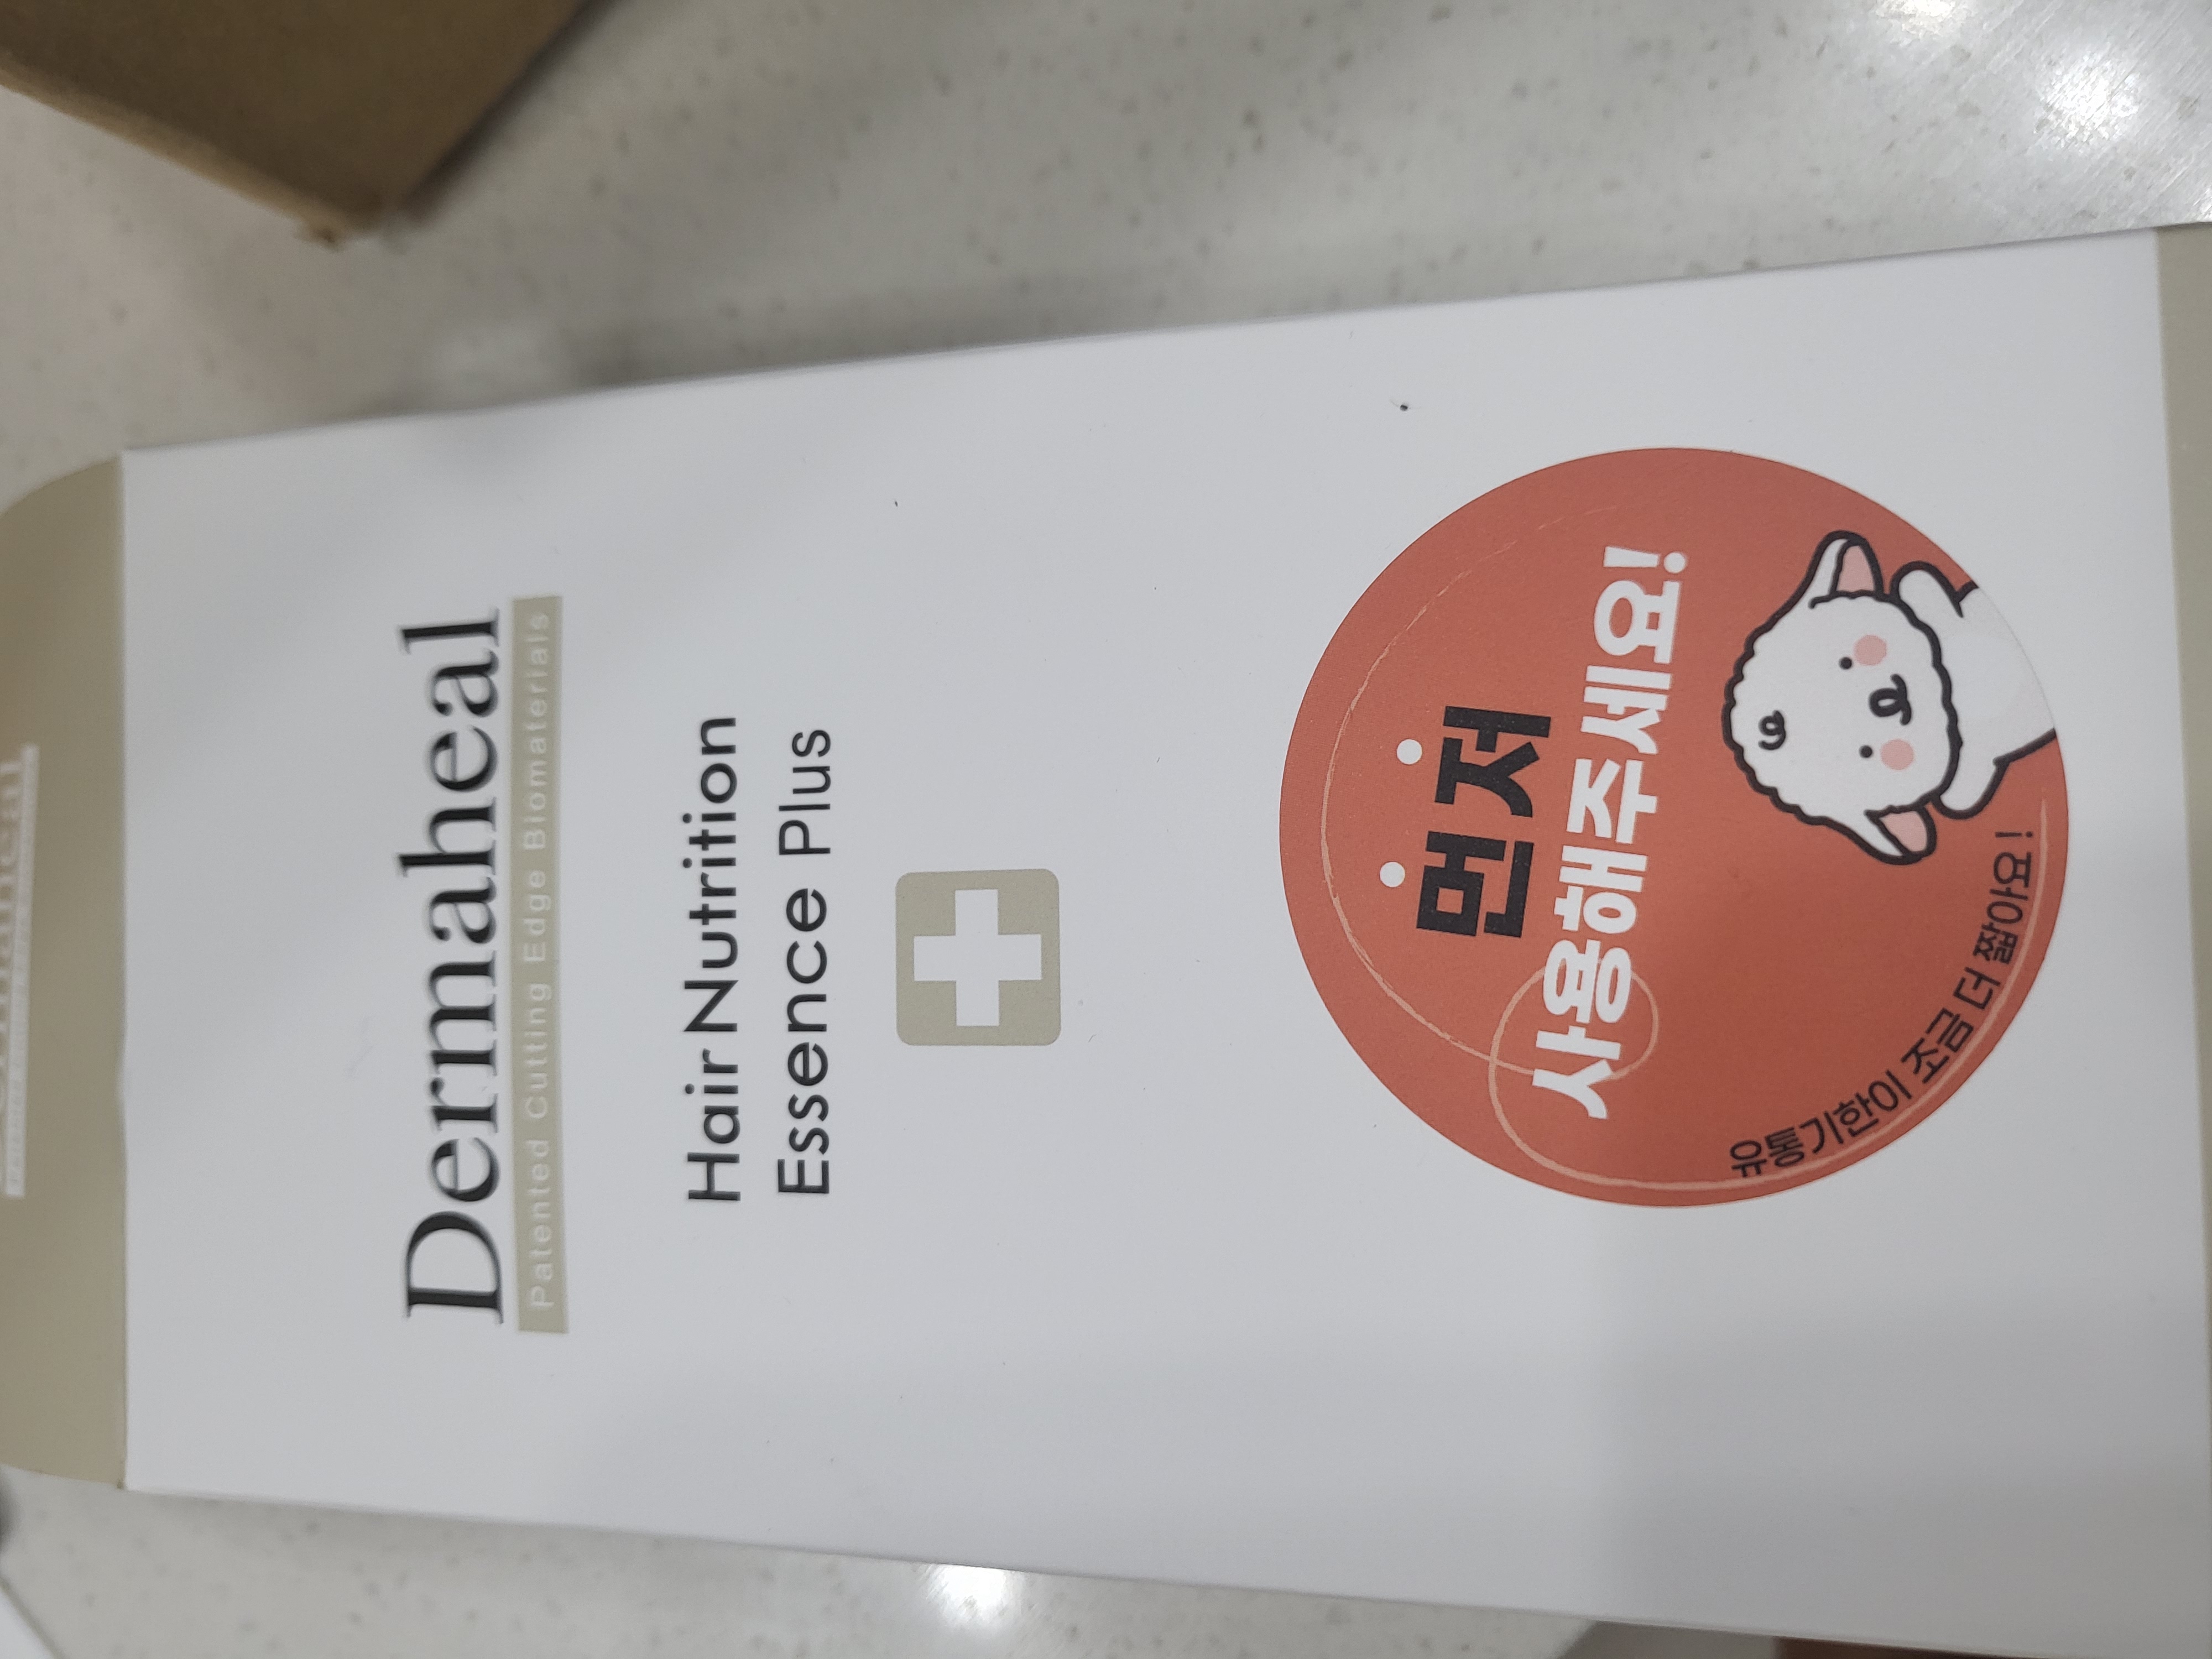 Dermaheal
Patented Cutting Edge Biomaterials
Hair Nutrition
Essence Plus
먼저
사용해주세요!
유통기한이 조금 더 짧아요!